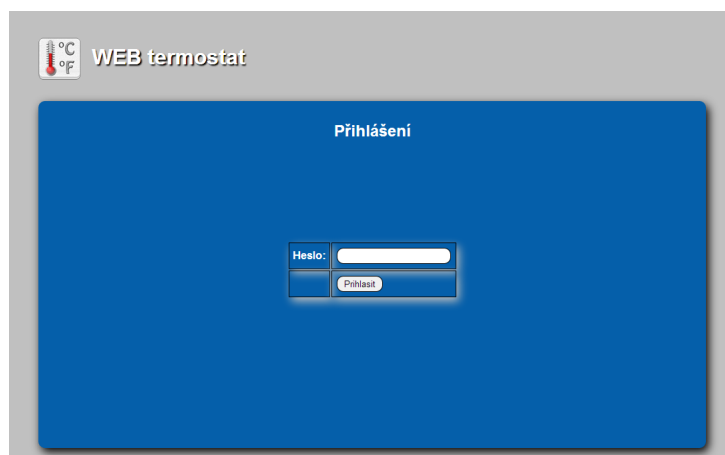 °C
°F
WEB termostat
Přihlášení
Heslo:
Prihlasit